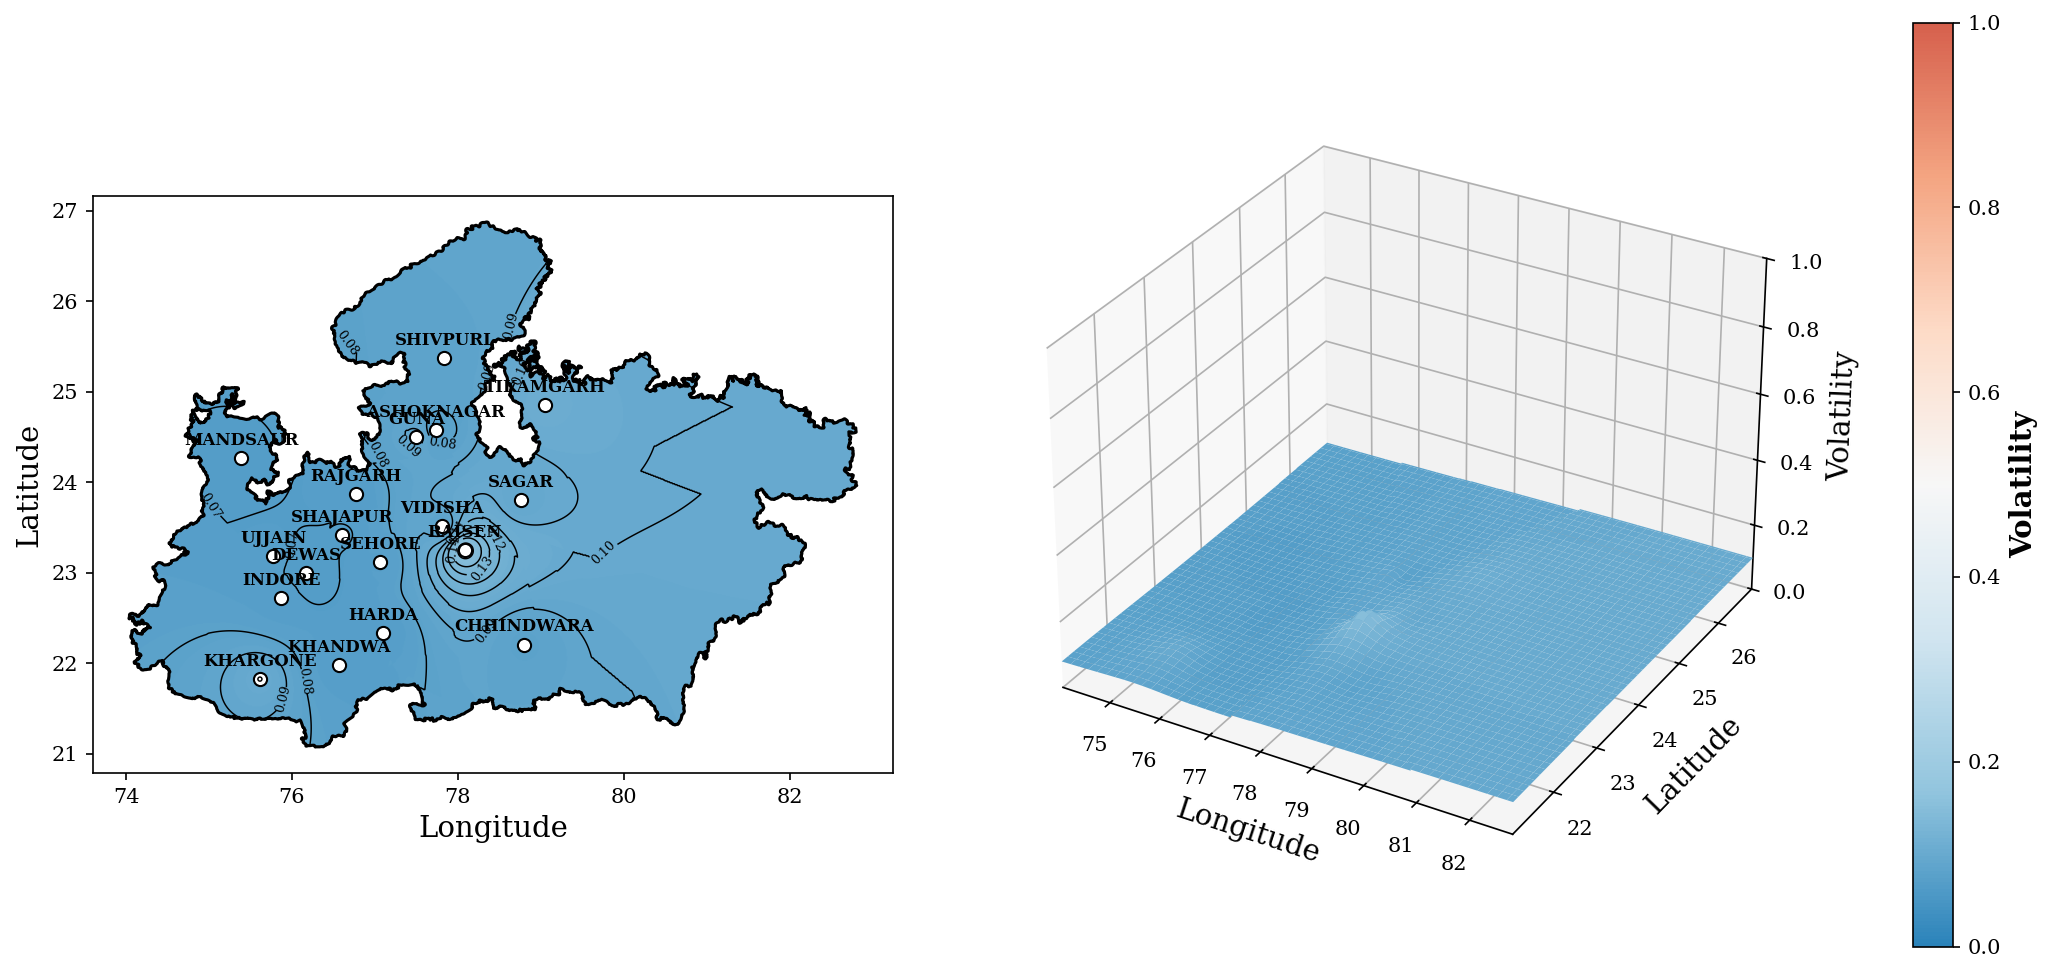 27
26
25
24
23
22
21
74
76
78
80
82
Latitude
Longitude
SHIVPURI
TIKAMGARH
ASHOKNAGAR
GUNA
MANDSAUR
RAJGARH
SAGAR
VIDISHA
SHAJAPUR
RAISEN
UJJAIN
SEHORE
DEWAS
INDORE
HARDA
CHHINDWARA
KHANDWA
KHARGONE
0.09
0.08
0.08
0.09
0.08
0.07
0.10
0.13
0.08
0.09
1.0
0.8
0.6
0.4
0.2
0.0
Volatility
75
76
77
78
79
80
81
82
Longitude
22
23
24
25
26
Latitude
1.0
0.8
0.6
0.4
0.2
0.0
Volatility